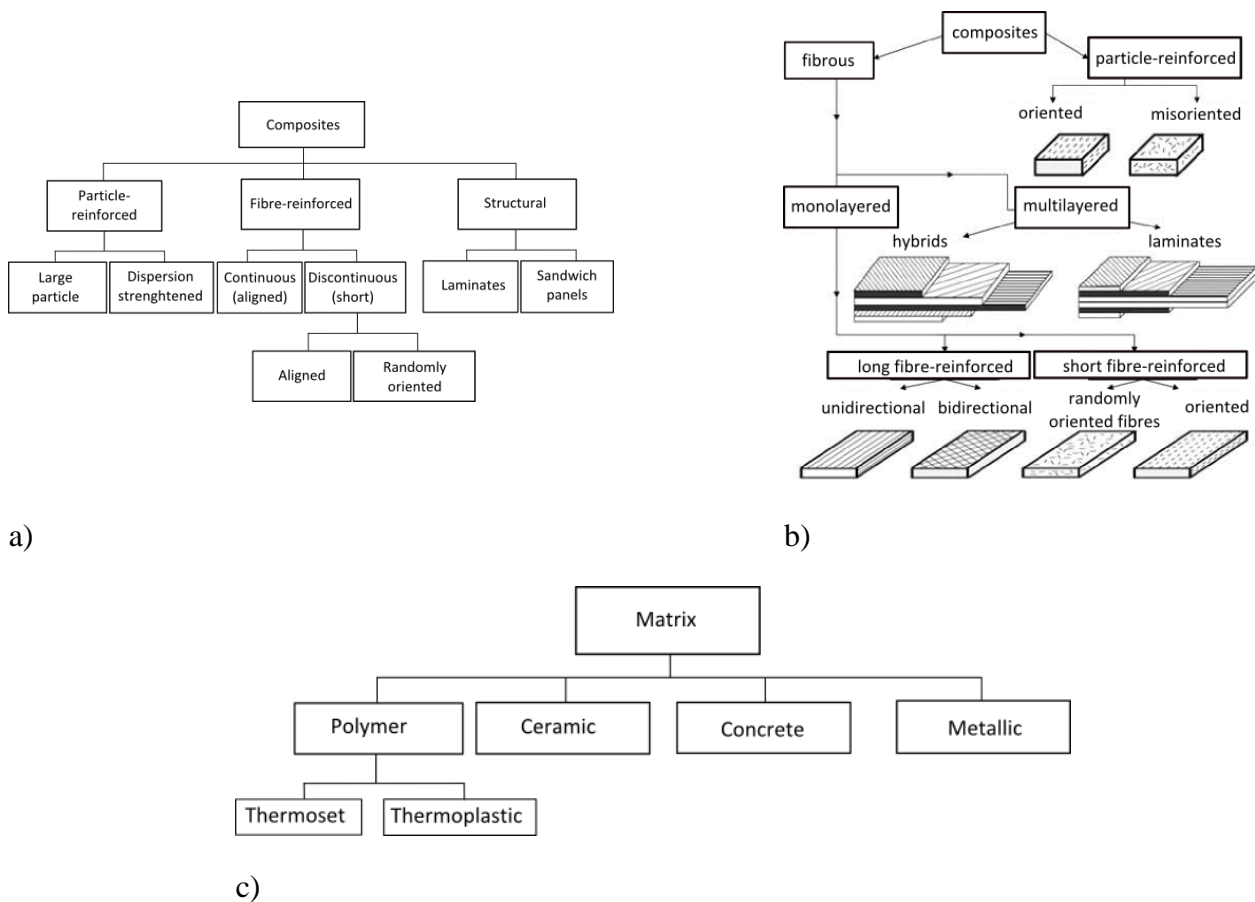 Composites
Particle-
reinforced
Fibre-reinforced
Structural
Large
particle
Dispersion
strenghtened
Continuous
(aligned)
Discontinuous
(short)
Laminates
Sandwich
panels
Aligned
Randomly
oriented
a)
composites
fibrous
particle-reinforced
oriented
misoriented
monolayered
multilayered
hybrids
laminates
long fibre-reinforced
short fibre-reinforced
unidirectional
bidirectional
randomly
oriented fibres
oriented
b)
Matrix
Polymer
Ceramic
Concrete
Metallic
Thermoset
Thermoplastic
c)